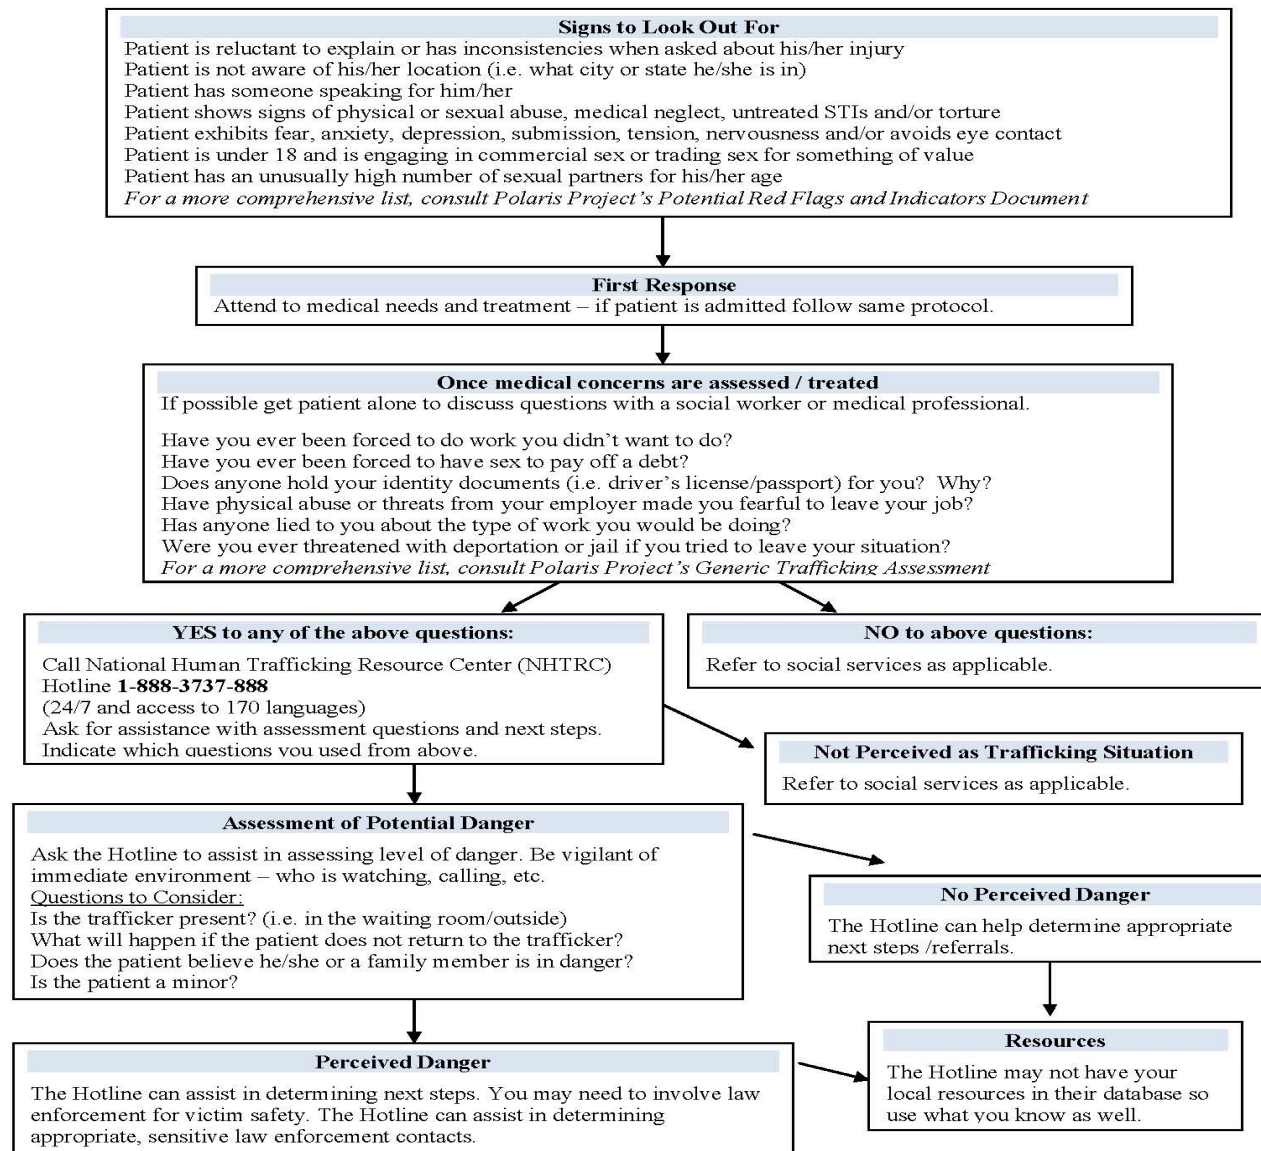 Signs to Look Out For
Patient is reluctant to explain or has inconsistencies when asked about his/her injury
Patient is not aware of his/her location (i.e. what city or state he/she is in)
Patient has someone speaking for him/her
Patient shows signs of physical or sexual abuse, medical neglect, untreated STIs and/or torture
Patient exhibits fear, anxiety, depression, submission, tension, nervousness and/or avoids eye contact
Patient is under 18 and is engaging in commercial sex or trading sex for something of value
Patient has an unusually high number of sexual partners for his/her age
For a more comprehensive list, consult Polaris Project's Potential Red Flags and Indicators Document
First Response
Attend to medical needs and treatment – if patient is admitted follow same protocol.
Once medical concerns are assessed / treated
If possible get patient alone to discuss questions with a social worker or medical professional.
Have you ever been forced to do work you didn't want to do?
Have you ever been forced to have sex to pay off a debt?
Does anyone hold your identity documents (i.e. driver's license/passport) for you? Why?
Have physical abuse or threats from your employer made you fearful to leave your job?
Has anyone lied to you about the type of work you would be doing?
Were you ever threatened with deportation or jail if you tried to leave your situation?
For a more comprehensive list, consult Polaris Project's Generic Trafficking Assessment
YES to any of the above questions:
Call National Human Trafficking Resource Center (NHTRC)
Hotline 1-888-3737-888
(24/7 and access to 170 languages)
Ask for assistance with assessment questions and next steps.
Indicate which questions you used from above.
NO to above questions:
Refer to social services as applicable.
Not Perceived as Trafficking Situation
Refer to social services as applicable.
Assessment of Potential Danger
Ask the Hotline to assist in assessing level of danger. Be vigilant of
immediate environment – who is watching, calling, etc.
Questions to Consider:
Is the trafficker present? (i.e. in the waiting room/outside)
What will happen if the patient does not return to the trafficker?
Does the patient believe he/she or a family member is in danger?
Is the patient a minor?
No Perceived Danger
The Hotline can help determine appropriate
next steps /referrals.
Perceived Danger
The Hotline can assist in determining next steps. You may need to involve law
enforcement for victim safety. The Hotline can assist in determining
appropriate, sensitive law enforcement contacts.
Resources
The Hotline may not have your
local resources in their database so
use what you know as well.